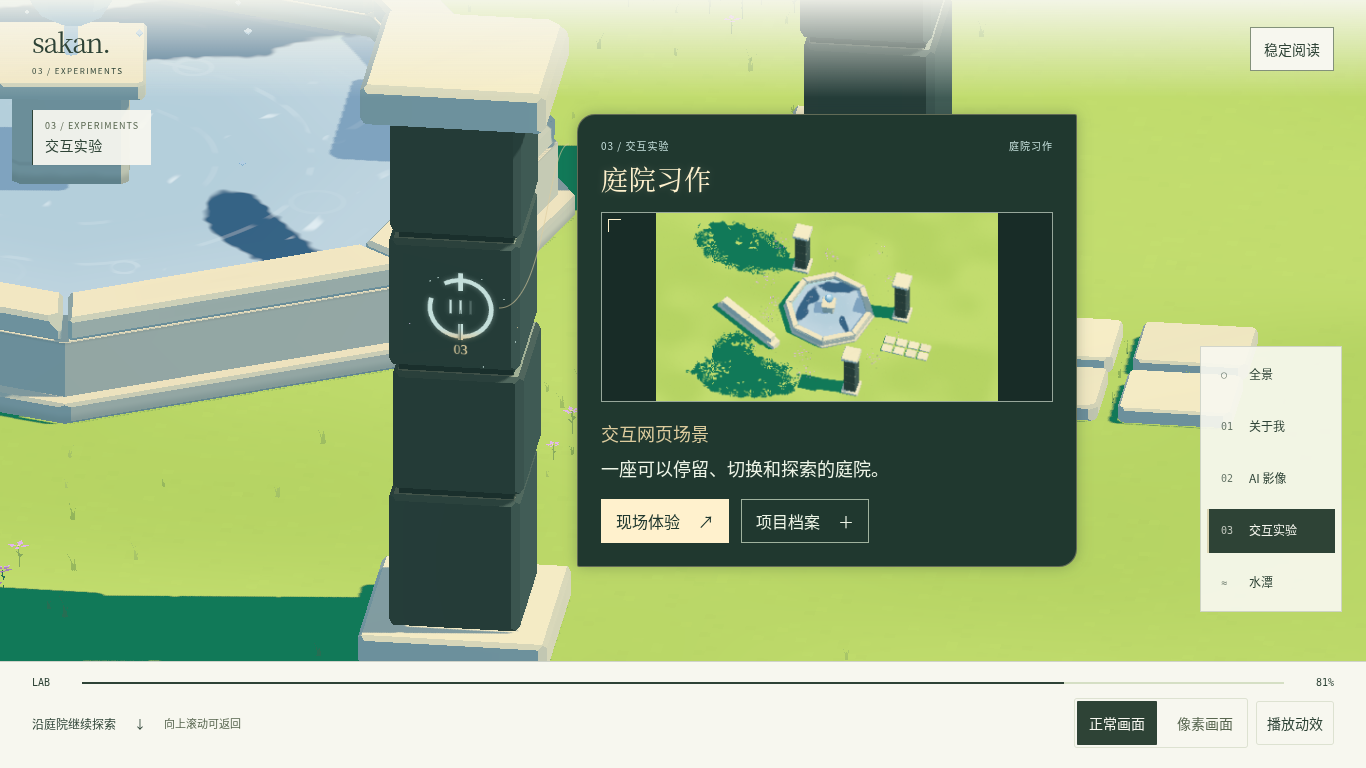 sakan.
03 / EXPERIMENTS
稳定阅读
03 / EXPERIMENTS
交互实验
03 / 交互实验
庭院习作
庭院习作
交互网页场景
一座可以停留、切换和探索的庭院。
现场体验 ↗
项目档案 +
03
○ 全景
01 关于我
02 AI 影像
03 交互实验
≈ 水潭
LAB
81%
沿庭院继续探索 ↓ 向上滚动可返回
正常画面
像素画面
播放动效